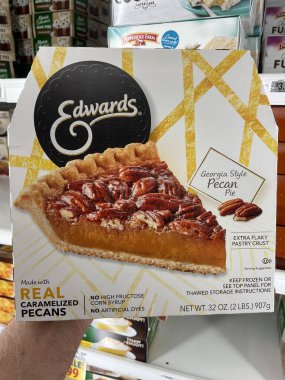 PEPPERIDGE FARM
Edwards®
Georgia Style
Pecan
Pie
EXTRA FLAKY
PASTRY CRUST
Made with
REAL
CARAMELIZED
PECANS
NO HIGH FRUCTOSE
CORN SYRUP
NO ARTIFICIAL DYES
KEEP FROZEN OR
SEE TOP PANEL FOR
THAWED STORAGE INSTRUCTIONS
NET WT. 32 OZ. (2 LBS.) 907g